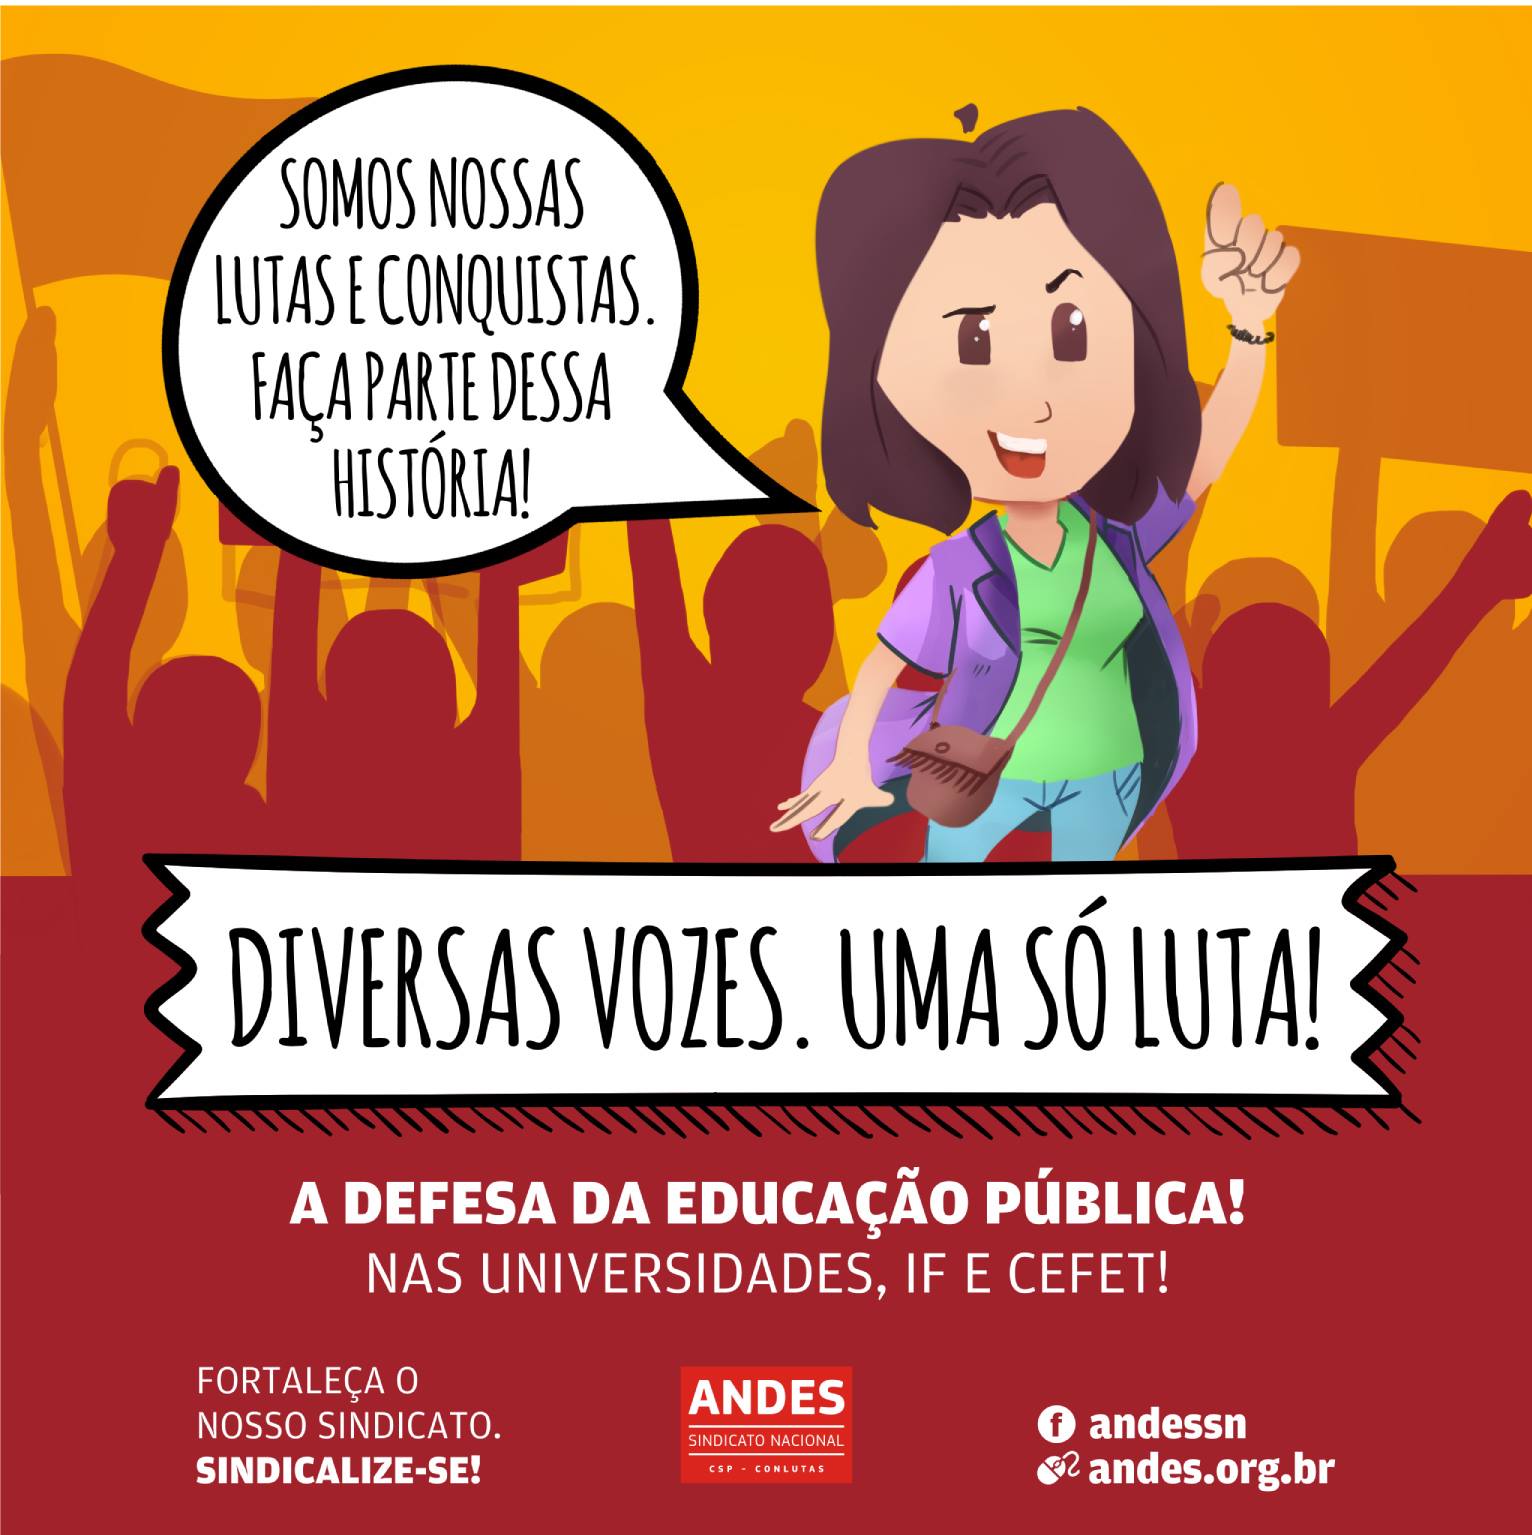 SOMOS NOSSAS
LUTAS E CONQUISTAS.
FAÇA PARTE DESSA
HISTÓRIA!
DIVERSAS VOZES. UMA SÓ LUTA!
A DEFESA DA EDUCAÇÃO PÚBLICA!
NAS UNIVERSIDADES, IF E CEFET!
FORTALEÇA O
NOSSO SINDICATO.
SINDICALIZE-SE!
ANDES
SINDICATO NACIONAL
CSP - CONLUTAS
andessn
andes.org.br